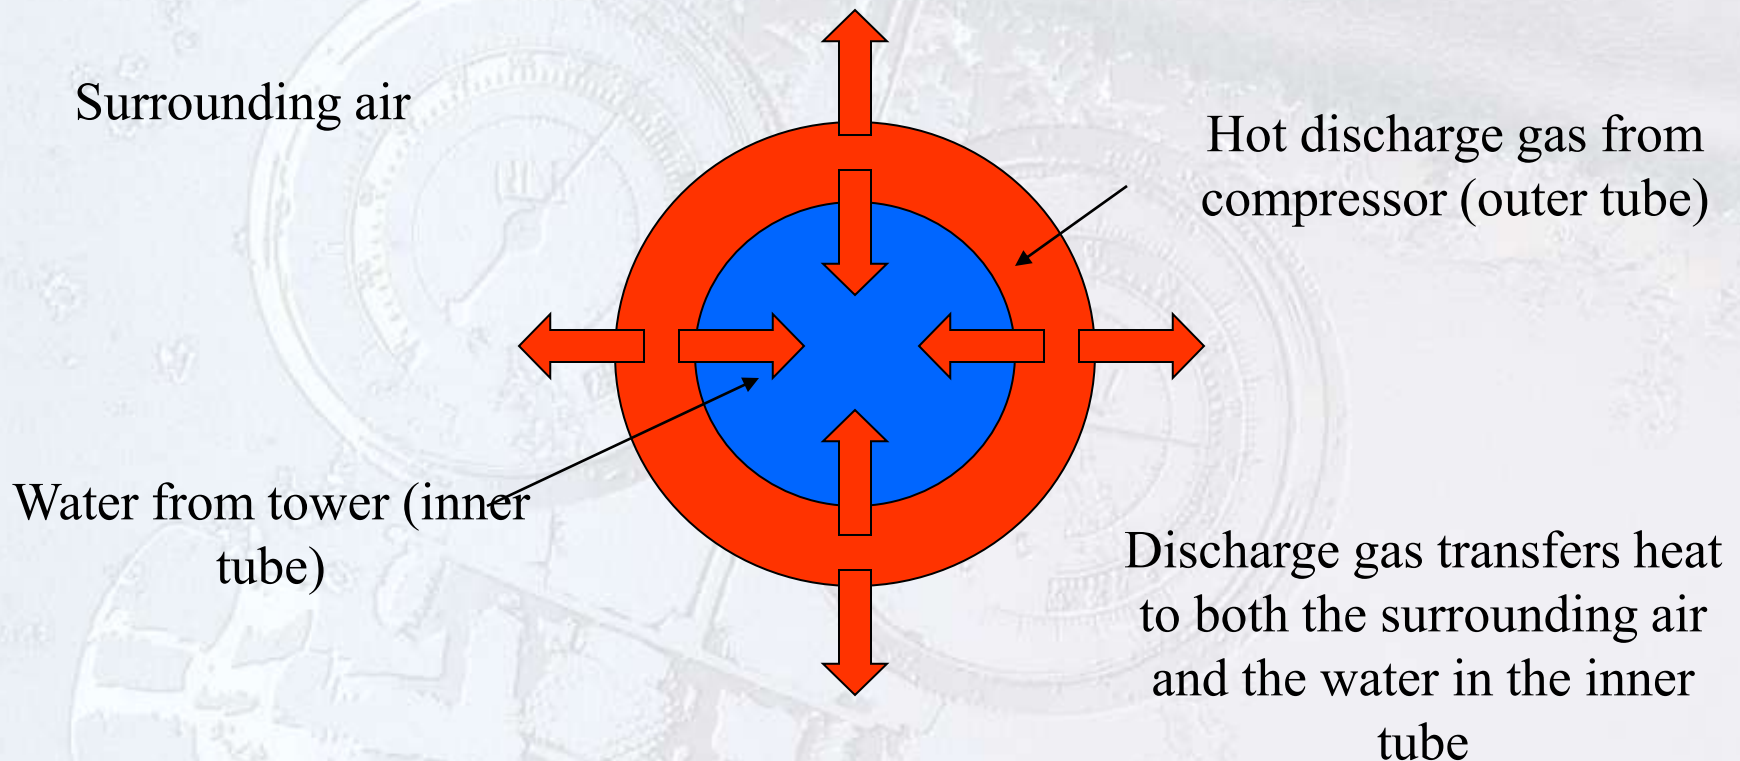 Surrounding air
Hot discharge gas from
compressor (outer tube)
Water from tower (inner
tube)
Discharge gas transfers heat
to both the surrounding air
and the water in the inner
tube